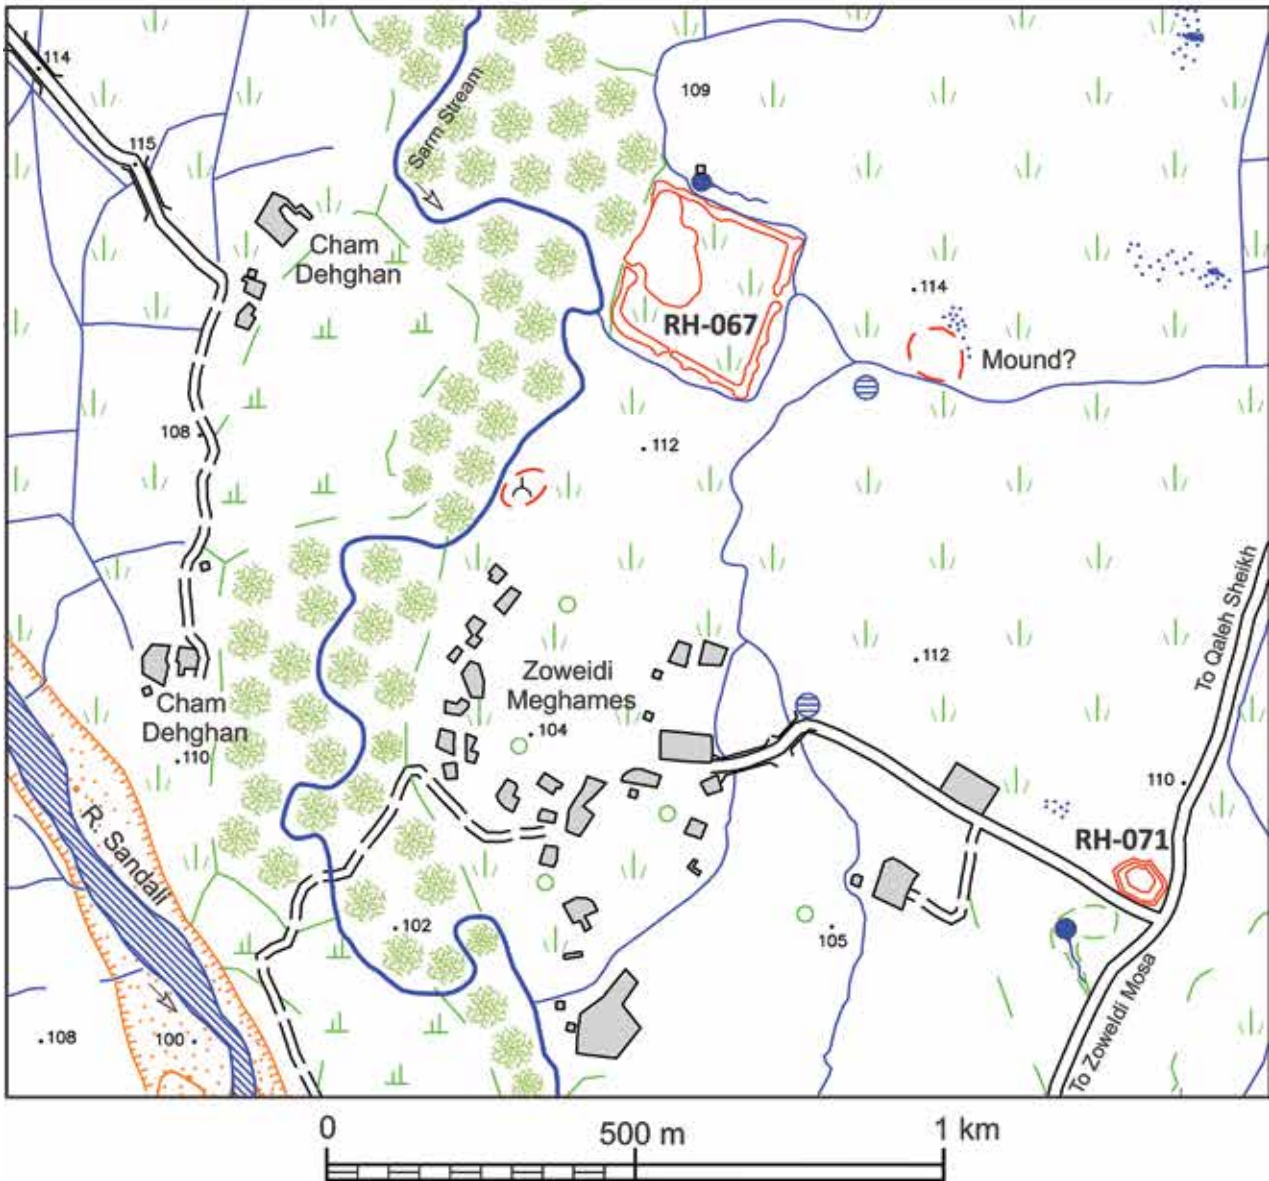 114
109
115
Sarm Stream
Cham
Dehghan
114
RH-067
Mound?
108
112
To Qaleh Sheikh
112
Zoweidi
Meghames
104
Cham
Dehghan
110
110
R. Sandali
RH-071
102
105
To Zoweidi Mosa
108
100
0
500 m
1 km